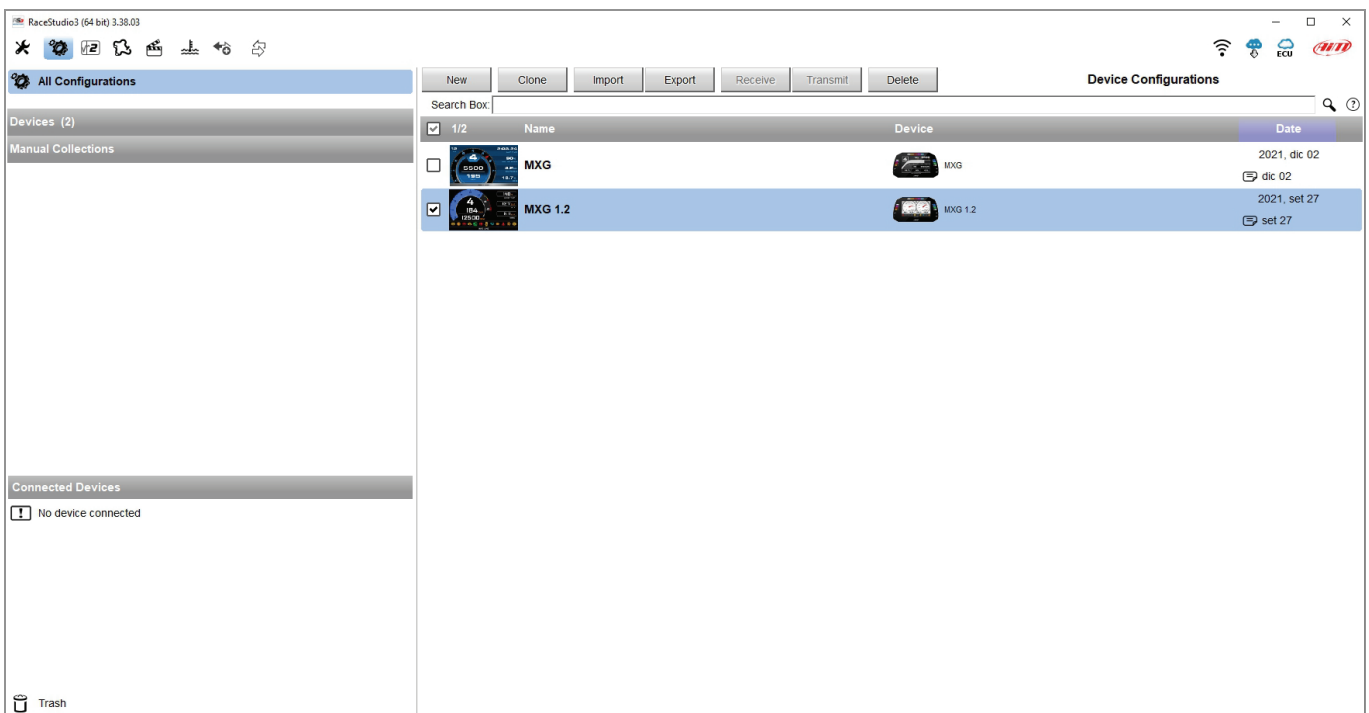 RaceStudio3 (64 bit) 3.38.03
ECU
All Configurations
New Clone Import Export Receive Transmit Delete Device Configurations
Search Box:
Devices (2)
1/2 Name Device Date
Manual Collections
MXG MXG 2021, dic 02
dic 02
MXG 1.2 MXG 1.2 2021, set 27
set 27
Connected Devices
No device connected
Trash